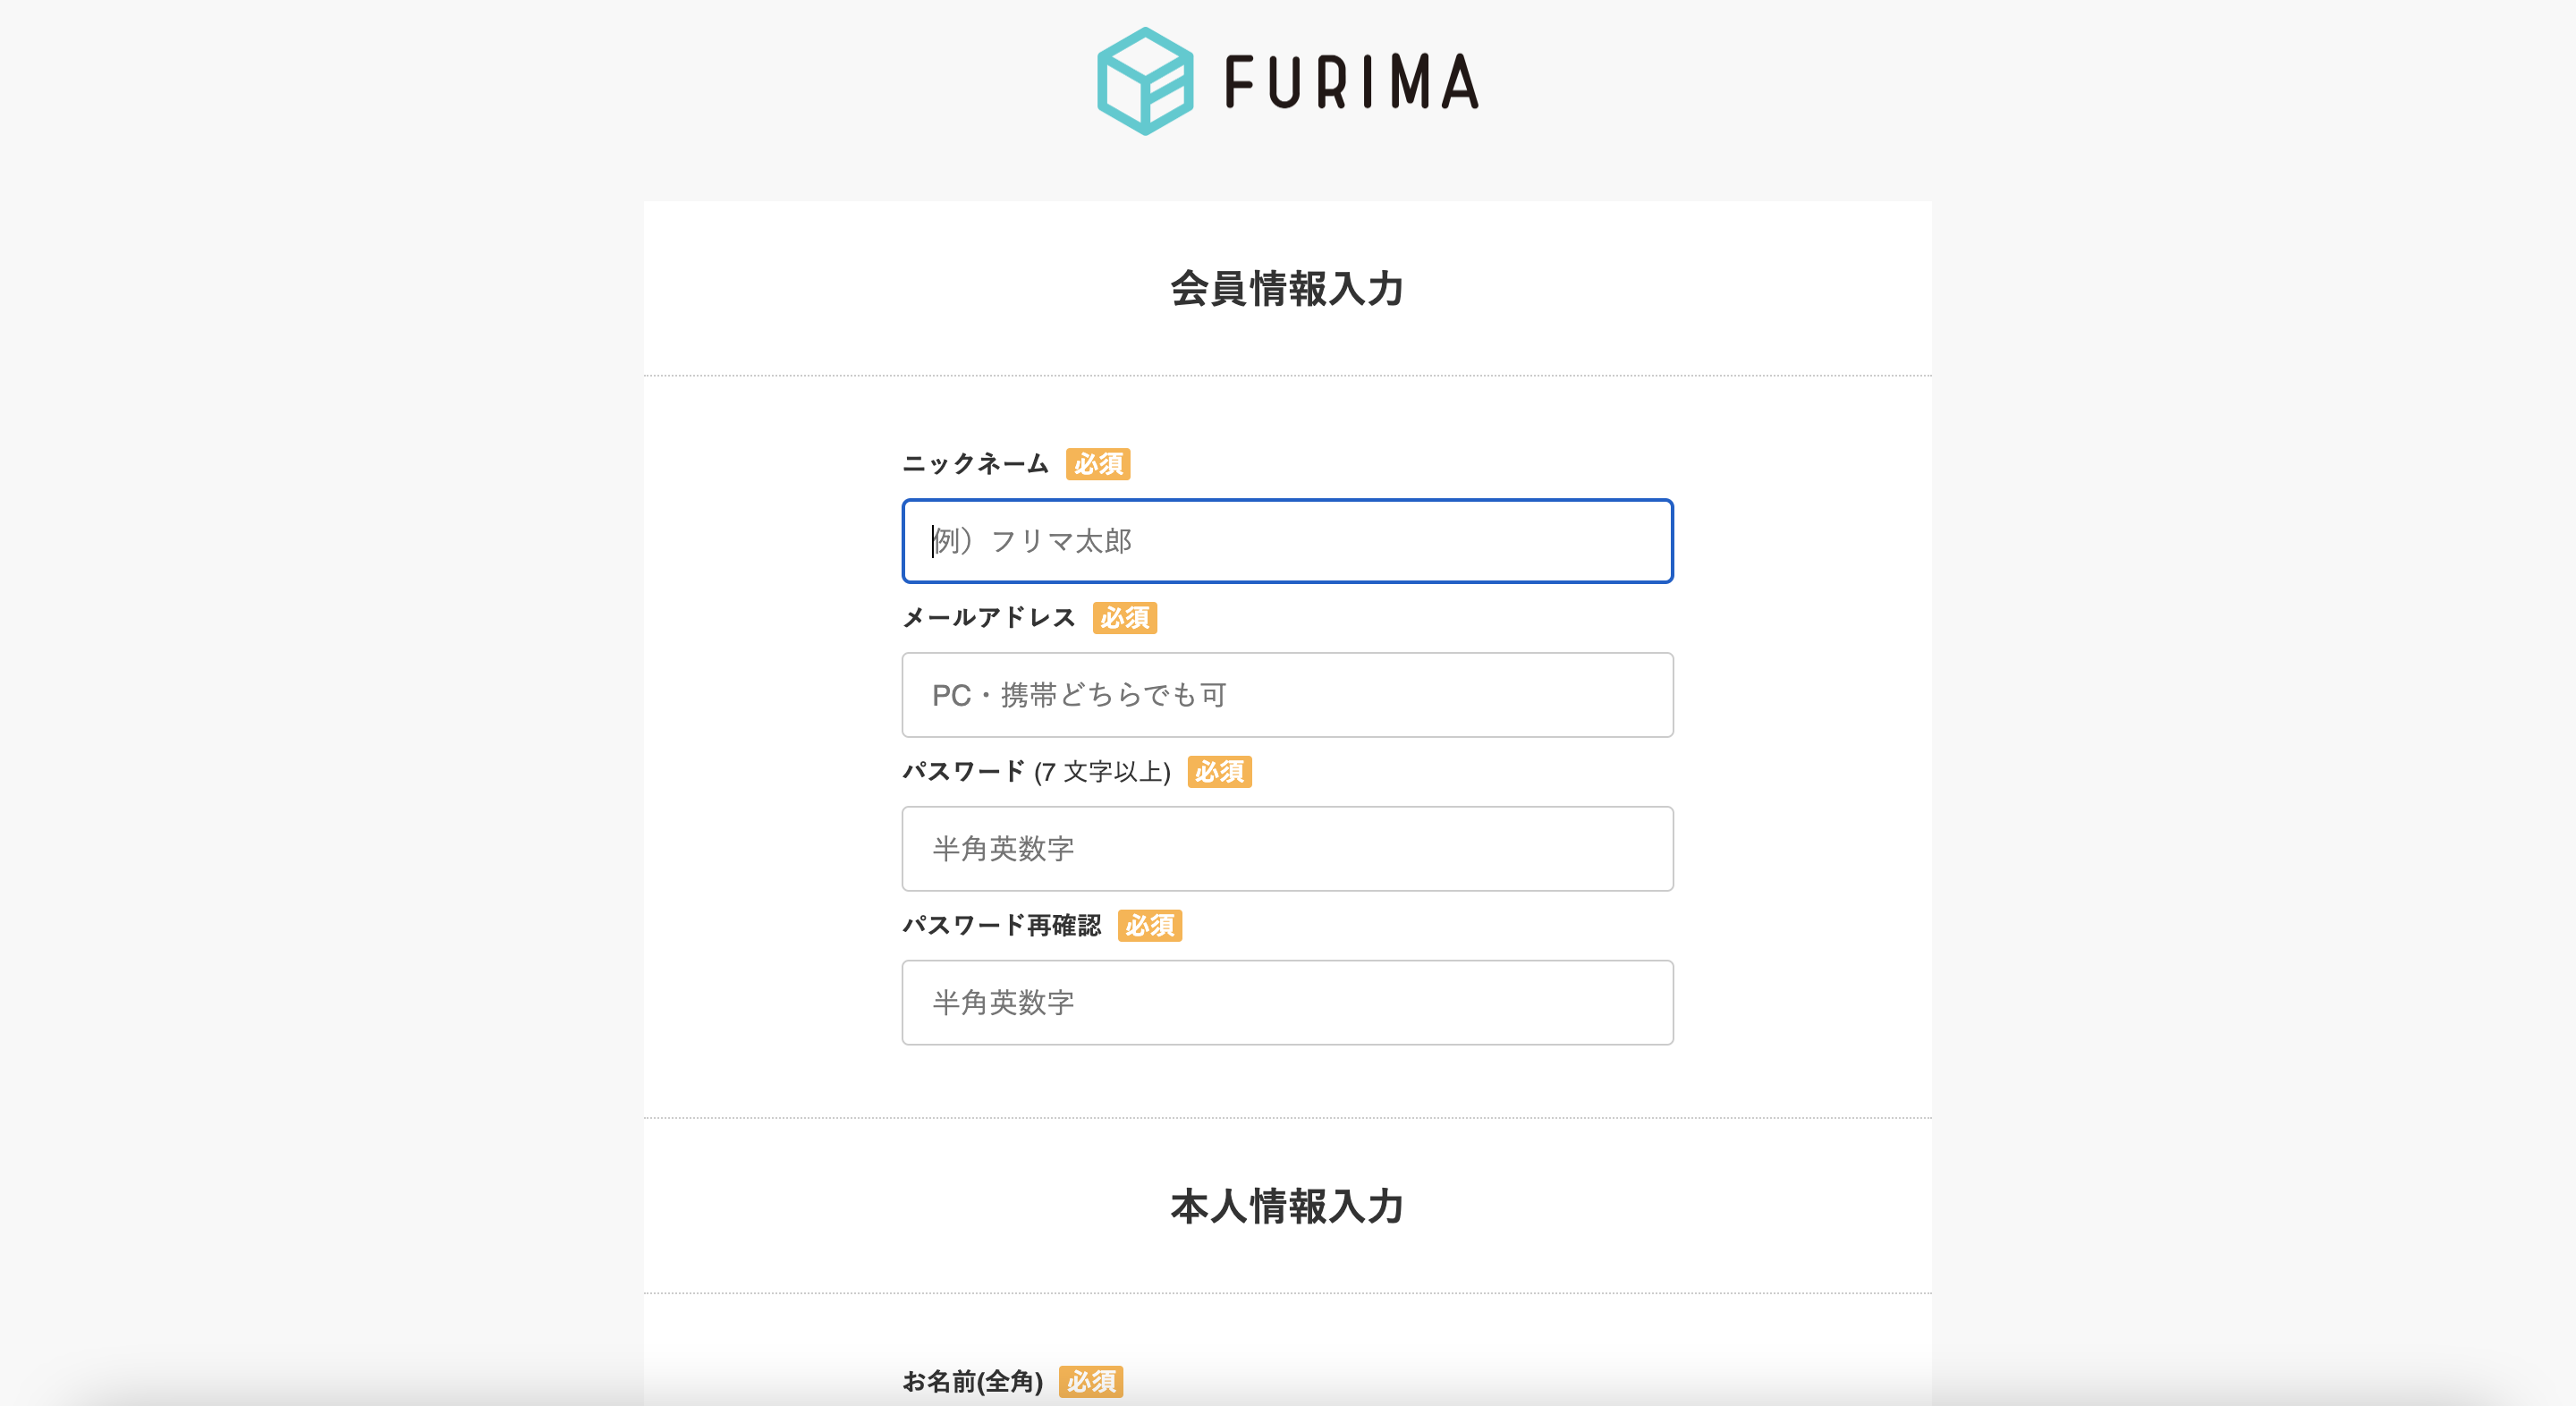 FURIMA
会員情報入力
ニックネーム 必須
例）フリマ太郎
メールアドレス 必須
PC・携帯どちらでも可
パスワード (7 文字以上) 必須
半角英数字
パスワード再確認 必須
半角英数字
本人情報入力
お名前(全角) 必須